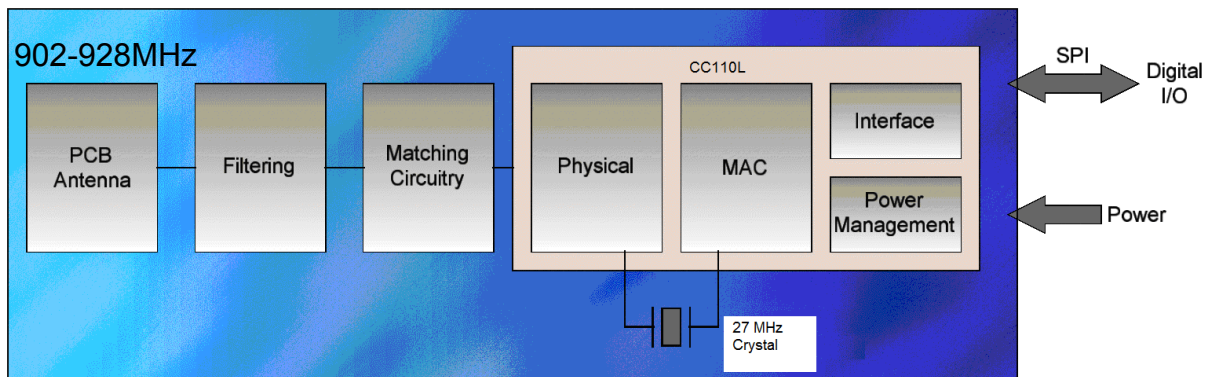 902-928MHz
CC110L
SPI
Digital
I/O
PCB
Antenna
Filtering
Matching
Circuitry
Physical
MAC
Interface
Power
Management
Power
27 MHz
Crystal